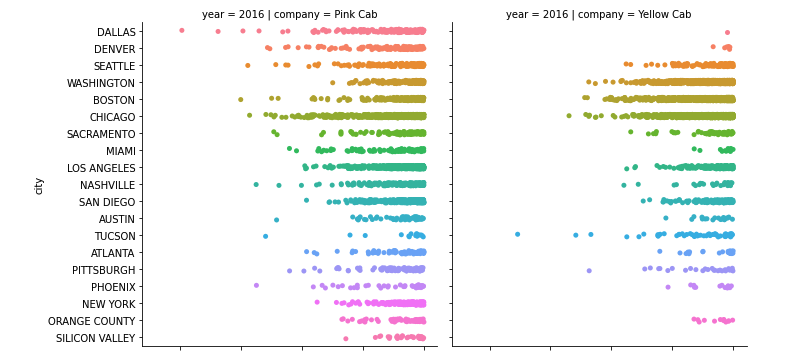 year = 2016 | company = Pink Cab
year = 2016 | company = Yellow Cab
city
DALLAS
DENVER
SEATTLE
WASHINGTON
BOSTON
CHICAGO
SACRAMENTO
MIAMI
LOS ANGELES
NASHVILLE
SAN DIEGO
AUSTIN
TUCSON
ATLANTA
PITTSBURGH
PHOENIX
NEW YORK
ORANGE COUNTY
SILICON VALLEY